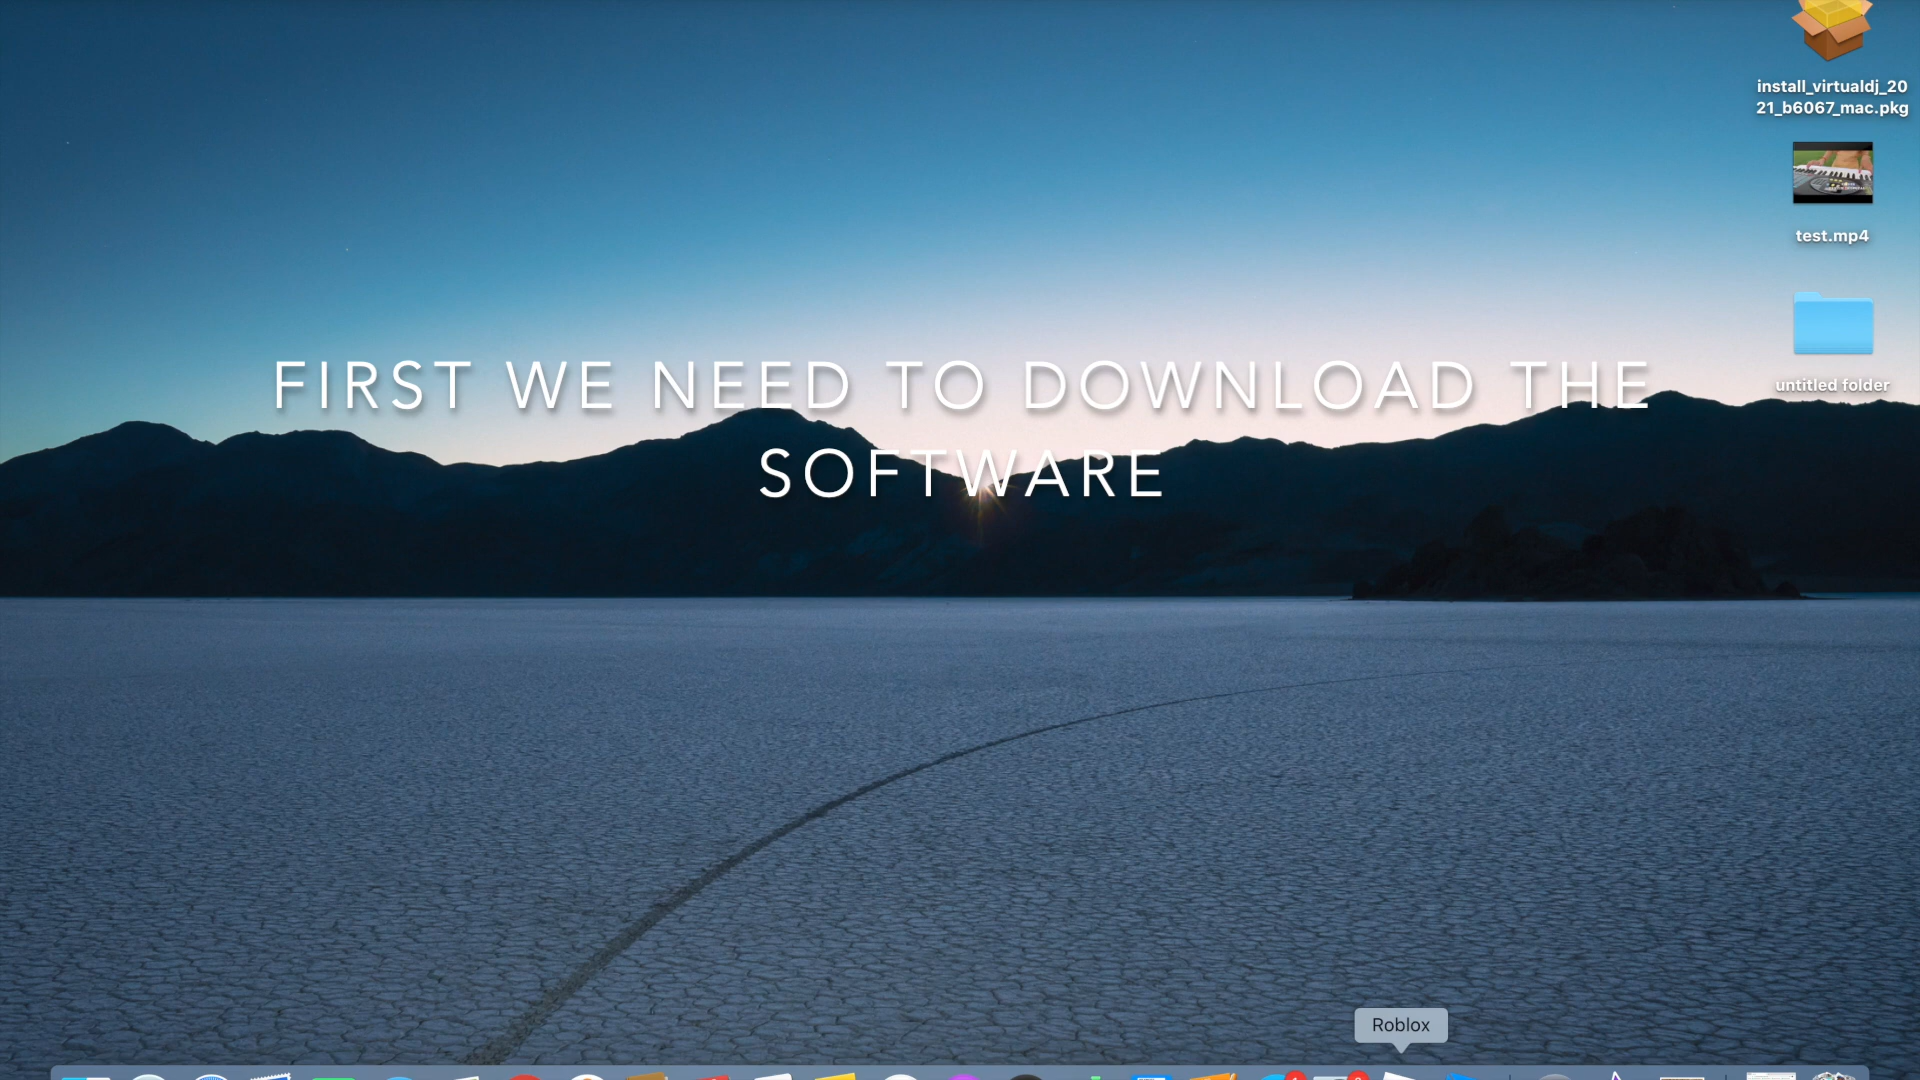 install_virtualdj_20
21_b6067_mac.pkg
test.mp4
untitled folder
FIRST WE NEED TO DOWNLOAD THE
SOFTWARE
Roblox